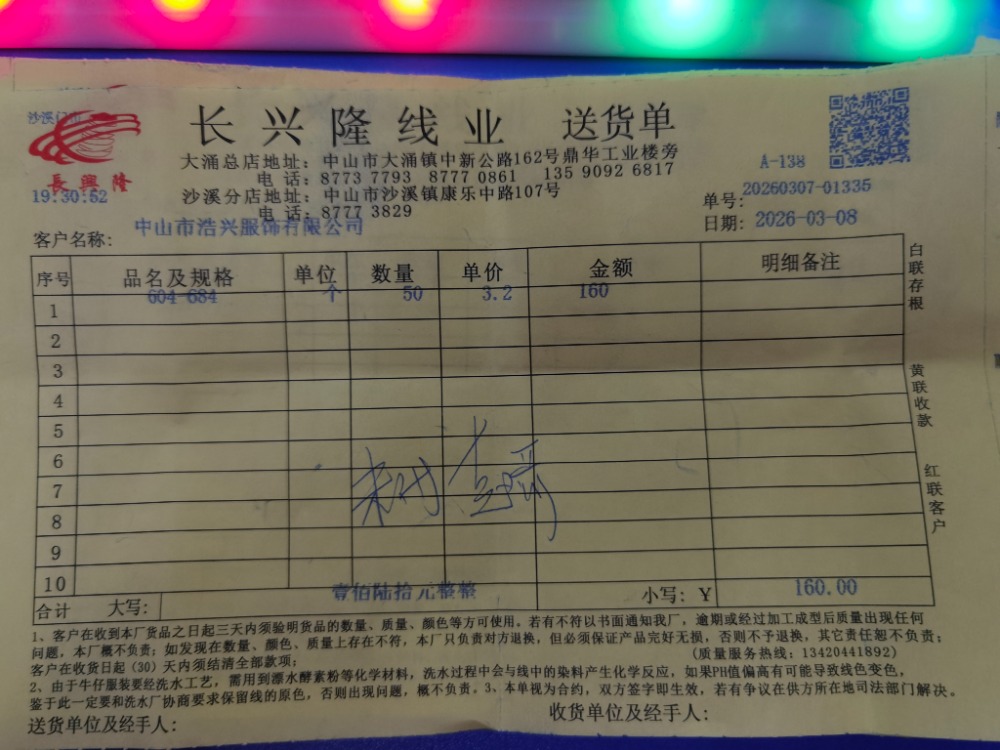 沙溪
長興隆
19:30:52
长兴隆线业 送货单
大涌总店地址：中山市大涌镇中新公路162号鼎华工业楼旁
电 话：8773 7793 8777 0861 135 9092 6817
沙溪分店地址：中山市沙溪镇康乐中路107号
电 话：8777 3829
A-138
单号：20260307-01335
日期：2026-03-08
客户名称：中山市浩兴服饰有限公司
序号 品名及规格 单位 数量 单价 金额 明细备注
1 604-684 个 50 3.2 160
2
3
4
5
6
7
8
9
10
合计 大写：壹佰陆拾元整整 小写：¥ 160.00
白联存根
黄联收款
红联客户
1、客户在收到本厂货品之日起三天内须验明货品的数量、质量、颜色等方可使用。若有不符以书面通知我厂，逾期或经过加工成型后质量出现任何
问题，本厂概不负责；如发现在数量、颜色、质量上存在不符，本厂只负责对方退换，但必须保证产品完好无损，否则不予退换，其它责任恕不负责；
客户在收货日起（30）天内须结清全部款项； （质量服务热线：13420441892）
2、由于牛仔服装要经洗水工艺，需用到漂水酵素粉等化学材料，洗水过程中会与线中的染料产生化学反应，如果PH值偏高有可能导致线色变色，
鉴于此一定要和洗水厂协商要求保留线的原色，否则出现问题，概不负责。3、本单视为合约，双方签字即生效，若有争议在供方所在地司法部门解决。
送货单位及经手人： 收货单位及经手人：